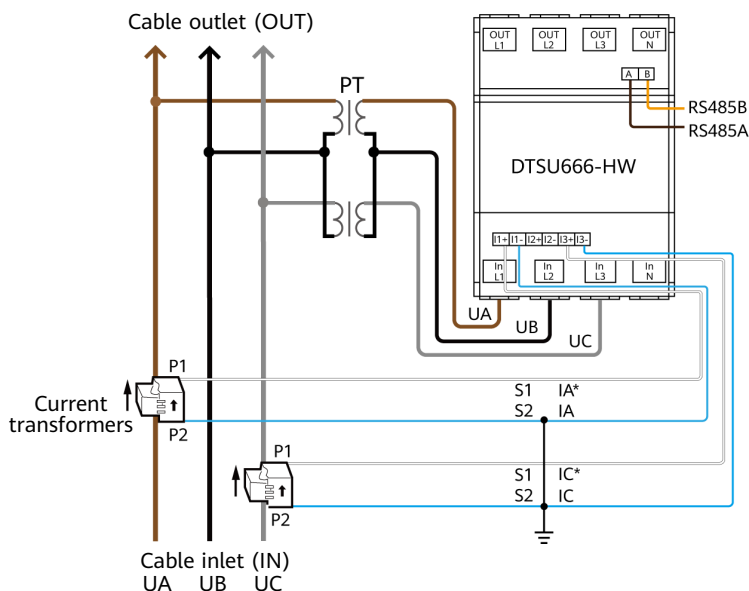 Cable outlet (OUT)
PT
OUT
L1
OUT
L2
OUT
L3
OUT
N
A B
RS485B
RS485A
DTSU666-HW
I1+ I1- I2+ I2- I3+ I3-
In
L1
In
L2
In
L3
In
N
UA
UB
UC
P1
Current
transformers
P2
S1 IA*
S2 IA
P1
S1 IC*
S2 IC
P2
Cable inlet (IN)
UA UB UC